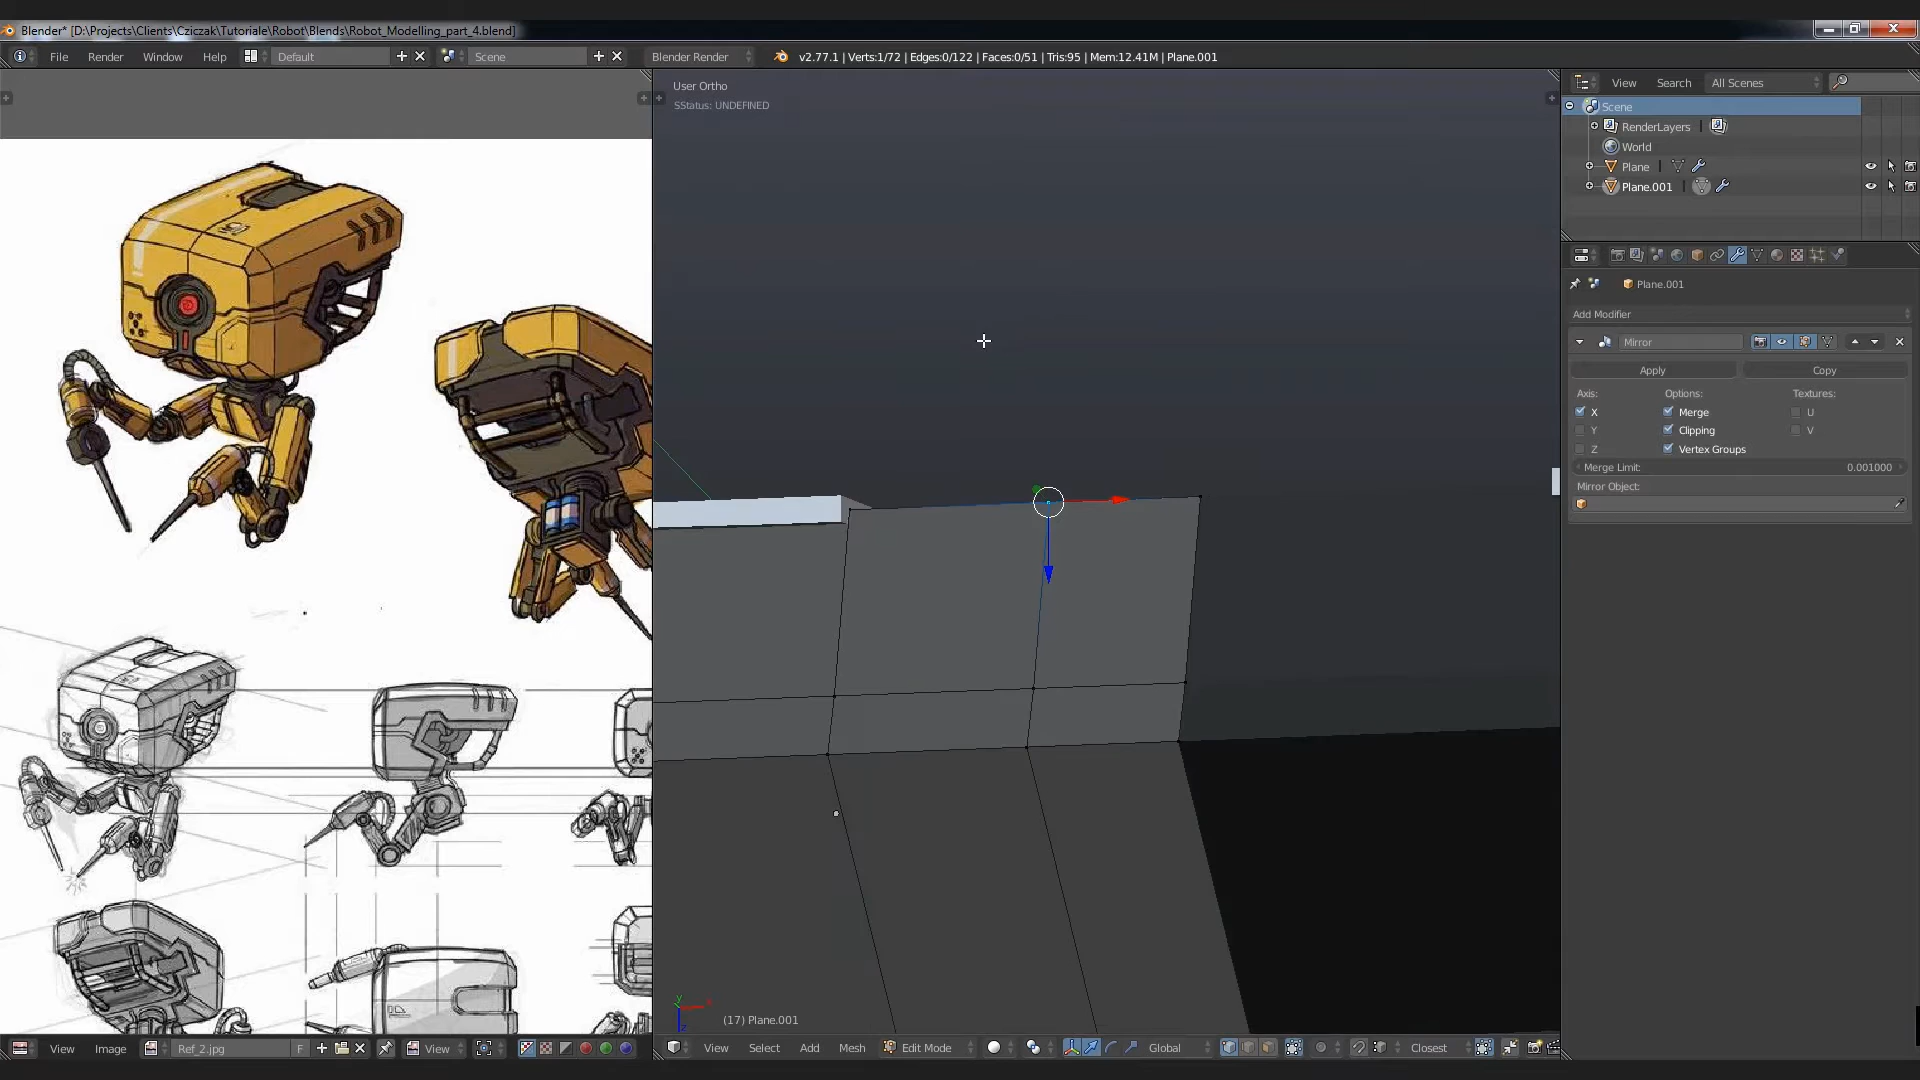 Blender* [D:\Projects\Clients\Cziczak\Tutoriale\Robot\Blends\Robot_Modelling_part_4.blend]
File Render Window Help Default Scene Blender Render v2.77.1 | Verts:1/72 | Edges:0/122 | Faces:0/51 | Tris:95 | Mem:12.41M | Plane.001
User Ortho
SStatus: UNDEFINED
View Search All Scenes
Scene
RenderLayers
World
Plane
Plane.001
Plane.001
Add Modifier
Mirror
Apply Copy
Axis: Options: Textures:
X Merge U
Y Clipping V
Z Vertex Groups
Merge Limit: 0.001000
Mirror Object:
y
z
(17) Plane.001
View Image Ref_2.jpg F View
View Select Add Mesh Edit Mode Global Closest